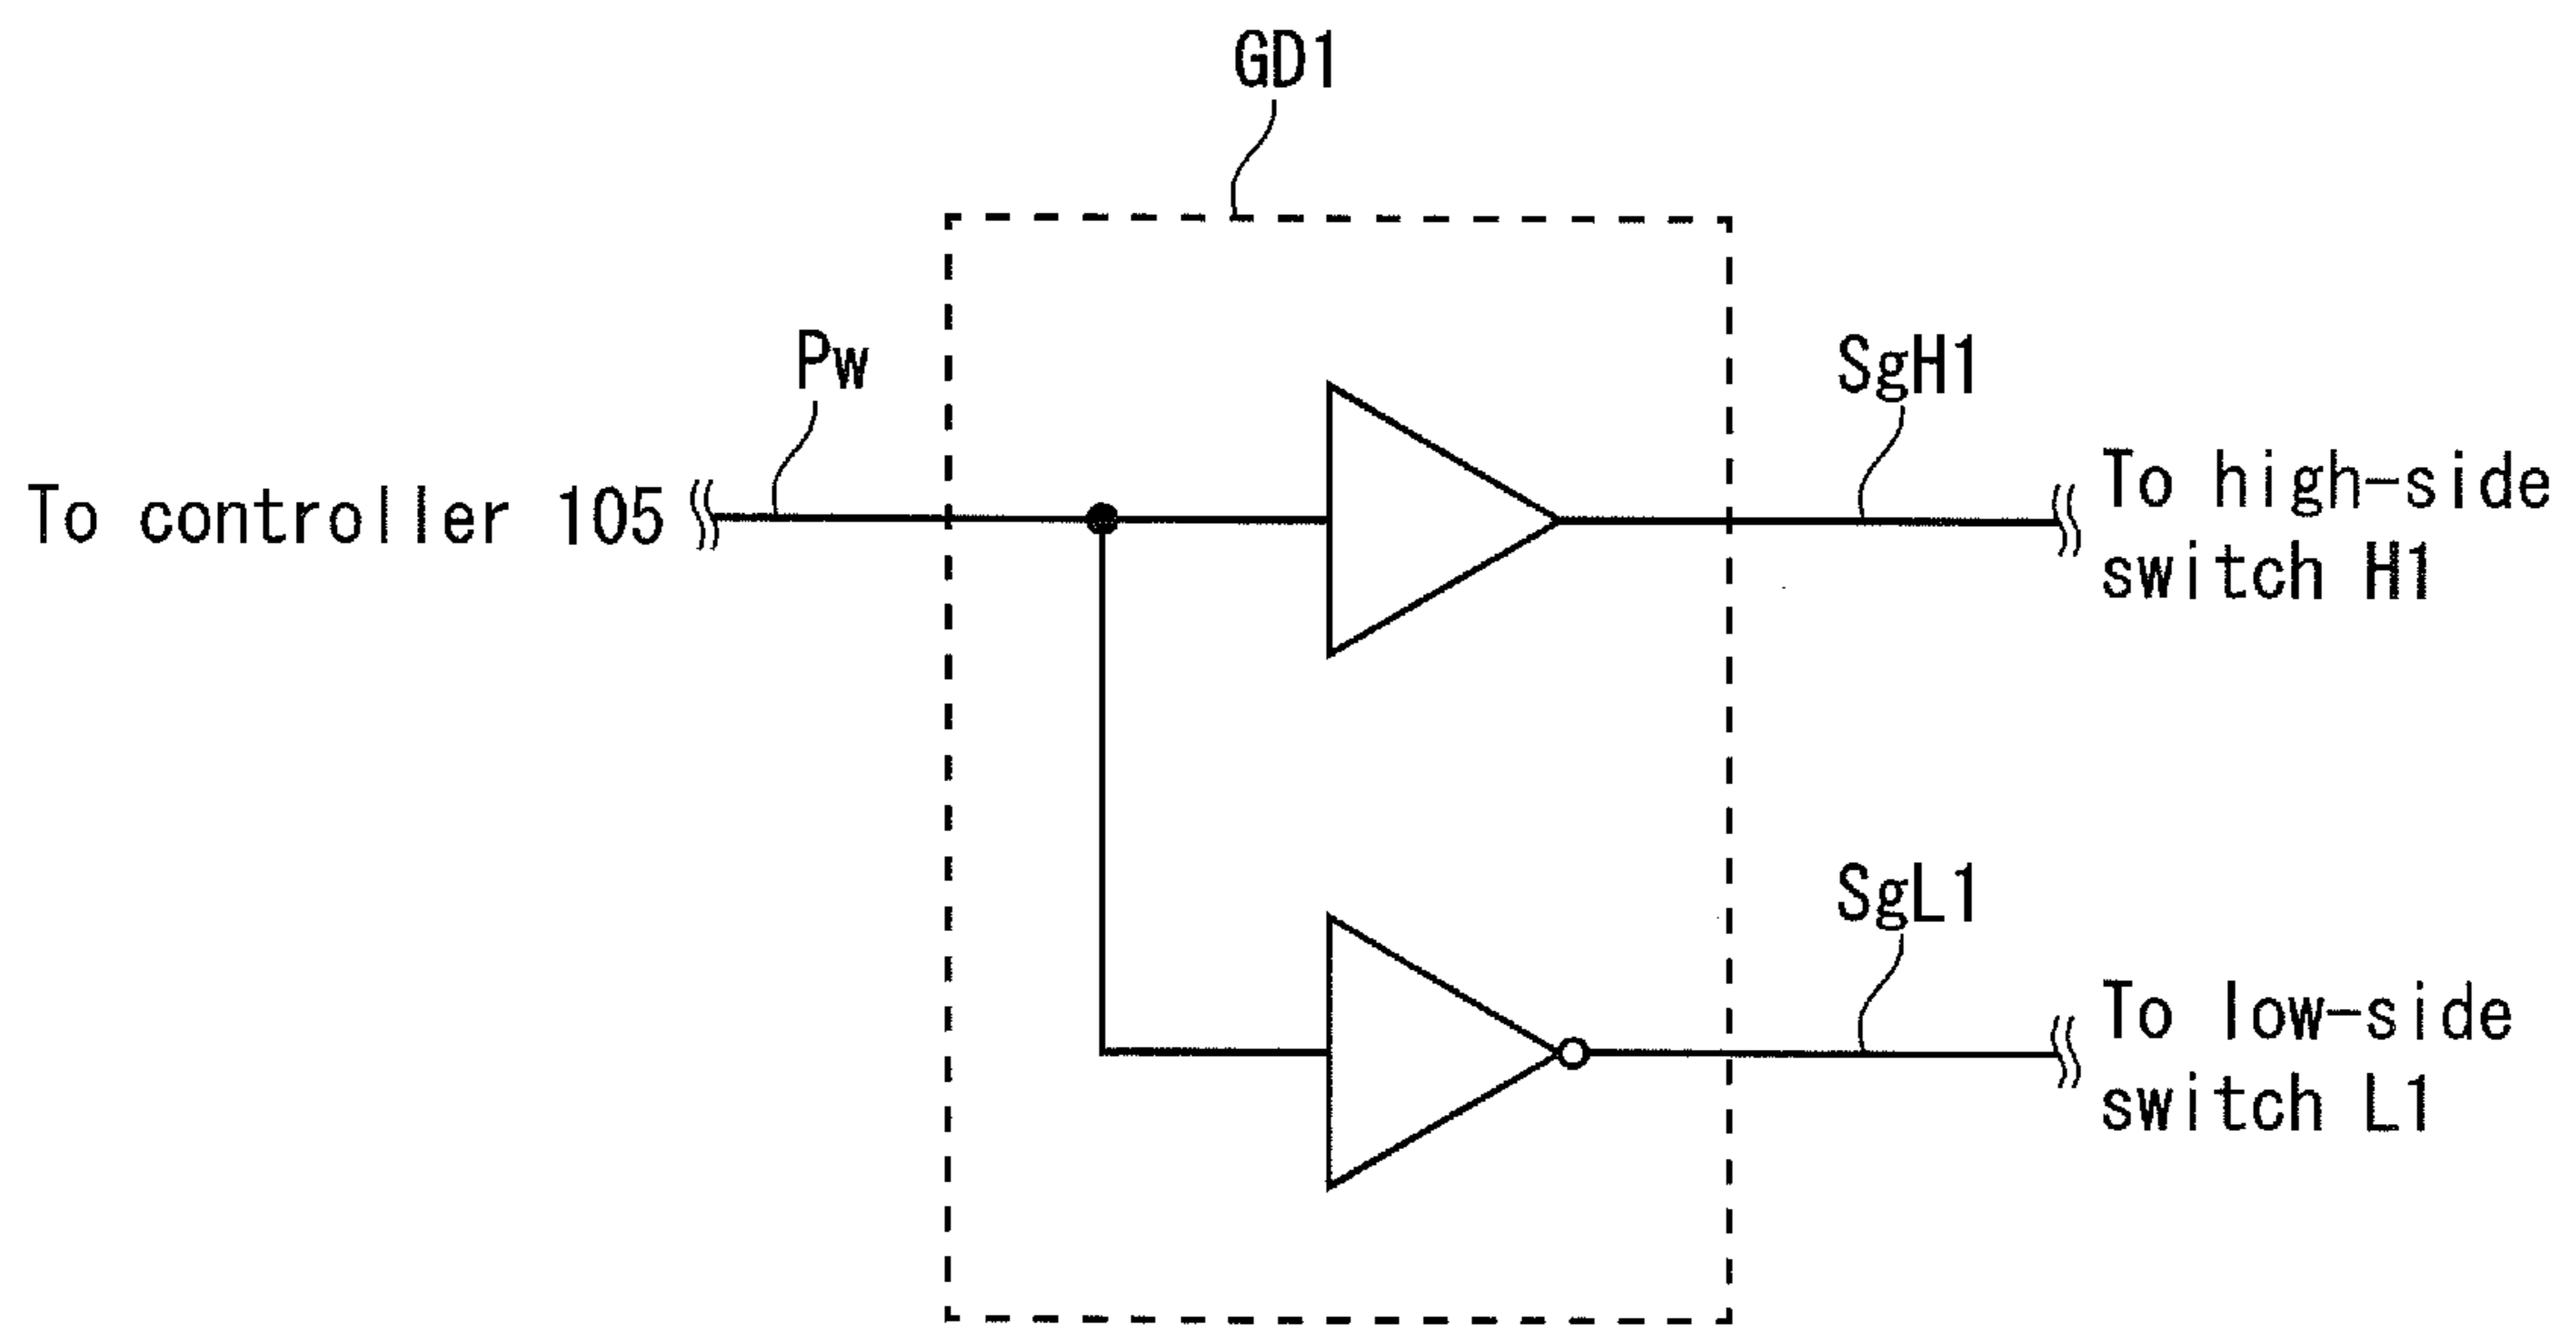 GD1
Pw
SgH1
To controller 105
To high-side
switch H1
SgL1
To low-side
switch L1